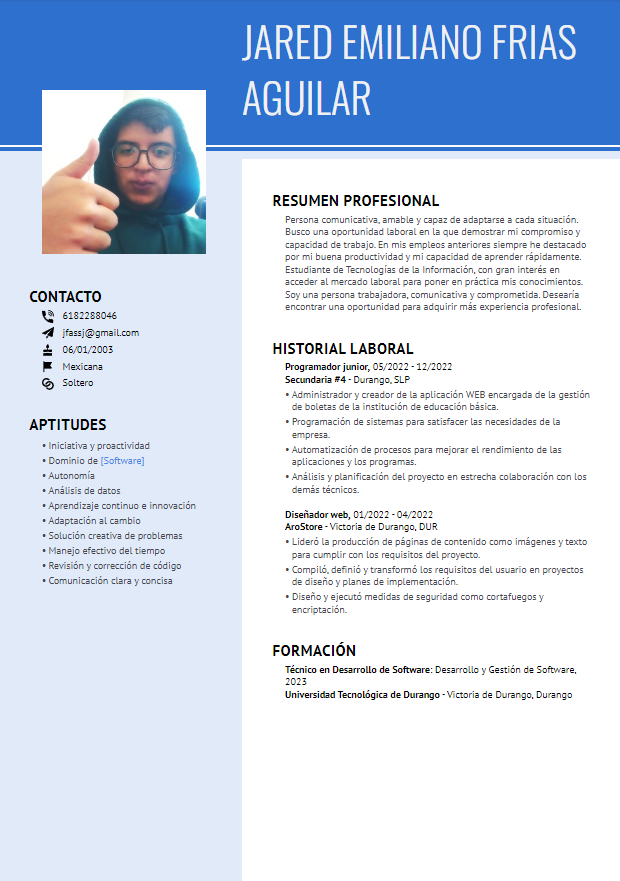 JARED EMILIANO FRIAS
AGUILAR
CONTACTO
6182288046
jfassj@gmail.com
06/01/2003
Mexicana
Soltero
APTITUDES
• Iniciativa y proactividad
• Dominio de [Software]
• Autonomía
• Análisis de datos
• Aprendizaje continuo e innovación
• Adaptación al cambio
• Solución creativa de problemas
• Manejo efectivo del tiempo
• Revisión y corrección de código
• Comunicación clara y concisa
RESUMEN PROFESIONAL
Persona comunicativa, amable y capaz de adaptarse a cada situación.
Busco una oportunidad laboral en la que demostrar mi compromiso y
capacidad de trabajo. En mis empleos anteriores siempre he destacado
por mi buena productividad y mi capacidad de aprender rápidamente.
Estudiante de Tecnologías de la Información, con gran interés en
acceder al mercado laboral para poner en práctica mis conocimientos.
Soy una persona trabajadora, comunicativa y comprometida. Desearía
encontrar una oportunidad para adquirir más experiencia profesional.
HISTORIAL LABORAL
Programador junior, 05/2022 - 12/2022
Secundaria #4 - Durango, SLP
• Administrador y creador de la aplicación WEB encargada de la gestión
de boletas de la institución de educación básica.
• Programación de sistemas para satisfacer las necesidades de la
empresa.
• Automatización de procesos para mejorar el rendimiento de las
aplicaciones y los programas.
• Análisis y planificación del proyecto en estrecha colaboración con los
demás técnicos.
Diseñador web, 01/2022 - 04/2022
AroStore - Victoria de Durango, DUR
• Lideró la producción de páginas de contenido como imágenes y texto
para cumplir con los requisitos del proyecto.
• Compiló, definió y transformó los requisitos del usuario en proyectos
de diseño y planes de implementación.
• Diseño y ejecutó medidas de seguridad como cortafuegos y
encriptación.
FORMACIÓN
Técnico en Desarrollo de Software: Desarrollo y Gestión de Software,
2023
Universidad Tecnológica de Durango - Victoria de Durango, Durango